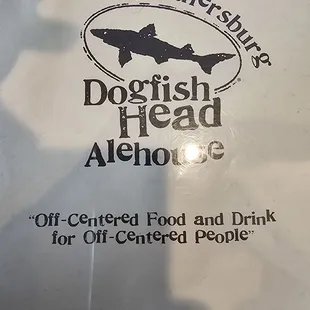 Dogfish
Head
Alehouse
"Off-Centered Food and Drink
for Off-Centered People"